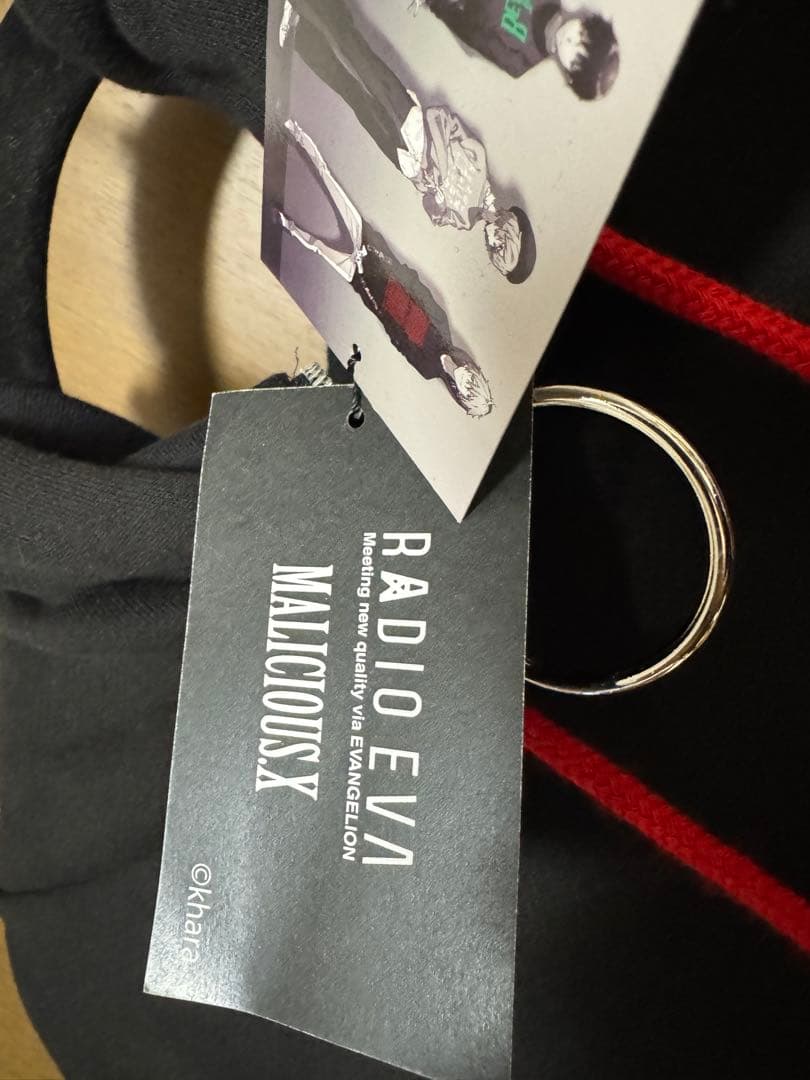 RADIO EVA
Meeting new quality via EVANGELION
MALICIOUS.X
©khara